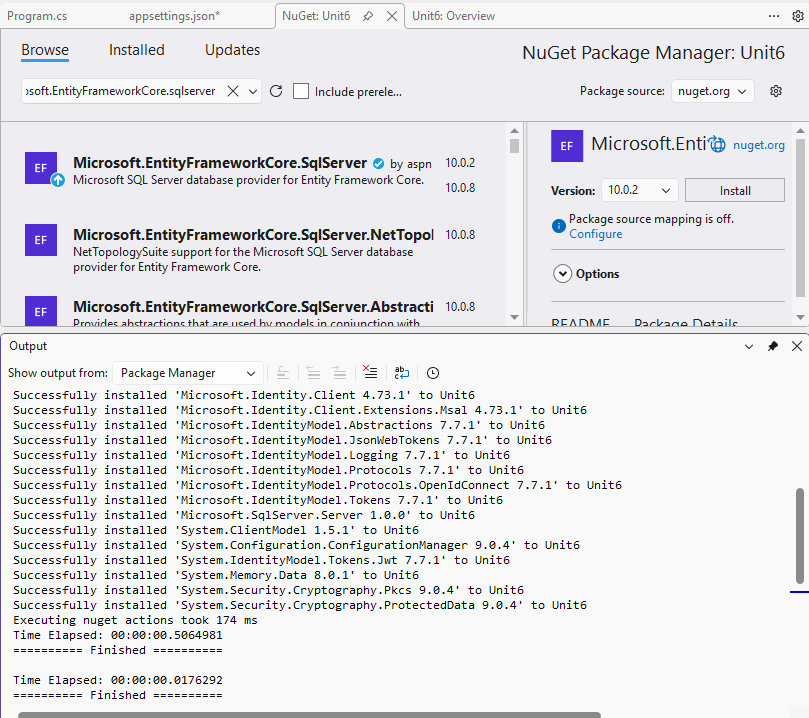 Program.cs
appsettings.json*
NuGet: Unit6
Unit6: Overview
Browse
Installed
Updates
NuGet Package Manager: Unit6
osoft.EntityFrameworkCore.sqlserver
Include prerele...
Package source:
nuget.org
EF
Microsoft.EntityFrameworkCore.SqlServer
by aspn
10.0.2
Microsoft SQL Server database provider for Entity Framework Core.
10.0.8
EF
Microsoft.EntityFrameworkCore.SqlServer.NetTopol
10.0.8
NetTopologySuite support for the Microsoft SQL Server database
provider for Entity Framework Core.
EF
Microsoft.EntityFrameworkCore.SqlServer.Abstracti
10.0.8
Provides abstractions that are used by models in conjunction with
EF
Microsoft.Enti
nuget.org
Version:
10.0.2
Install
Package source mapping is off.
Configure
Options
README
Package Details
Output
Show output from:
Package Manager
Successfully installed 'Microsoft.Identity.Client 4.73.1' to Unit6
Successfully installed 'Microsoft.Identity.Client.Extensions.Msal 4.73.1' to Unit6
Successfully installed 'Microsoft.IdentityModel.Abstractions 7.7.1' to Unit6
Successfully installed 'Microsoft.IdentityModel.JsonWebTokens 7.7.1' to Unit6
Successfully installed 'Microsoft.IdentityModel.Logging 7.7.1' to Unit6
Successfully installed 'Microsoft.IdentityModel.Protocols 7.7.1' to Unit6
Successfully installed 'Microsoft.IdentityModel.Protocols.OpenIdConnect 7.7.1' to Unit6
Successfully installed 'Microsoft.IdentityModel.Tokens 7.7.1' to Unit6
Successfully installed 'Microsoft.SqlServer.Server 1.0.0' to Unit6
Successfully installed 'System.ClientModel 1.5.1' to Unit6
Successfully installed 'System.Configuration.ConfigurationManager 9.0.4' to Unit6
Successfully installed 'System.IdentityModel.Tokens.Jwt 7.7.1' to Unit6
Successfully installed 'System.Memory.Data 8.0.1' to Unit6
Successfully installed 'System.Security.Cryptography.Pkcs 9.0.4' to Unit6
Successfully installed 'System.Security.Cryptography.ProtectedData 9.0.4' to Unit6
Executing nuget actions took 174 ms
Time Elapsed: 00:00:00.5064981
========== Finished ==========
Time Elapsed: 00:00:00.0176292
========== Finished ==========